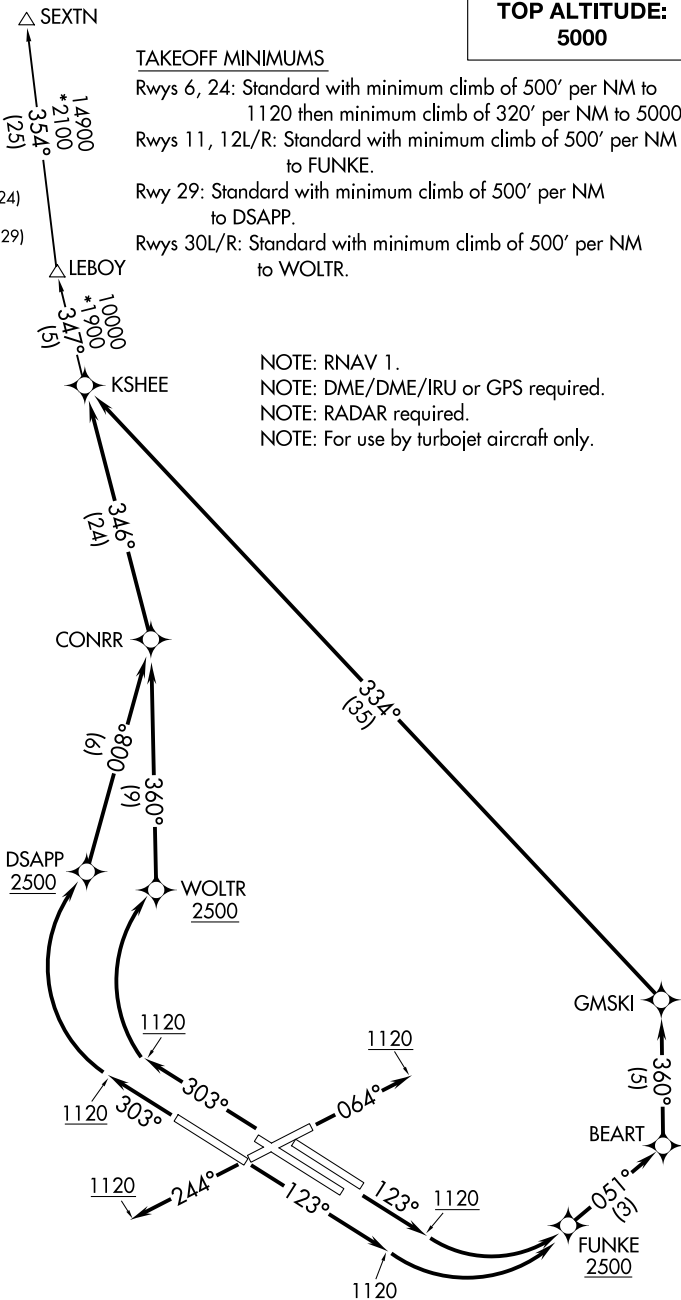 SEXTN
TOP ALTITUDE:
5000
TAKEOFF MINIMUMS
Rwys 6, 24: Standard with minimum climb of 500' per NM to
1120 then minimum climb of 320' per NM to 5000
Rwys 11, 12L/R: Standard with minimum climb of 500' per NM
to FUNKE.
Rwy 29: Standard with minimum climb of 500' per NM
to DSAPP.
Rwys 30L/R: Standard with minimum climb of 500' per NM
to WOLTR.
14900
*2100
354°
(25)
24)
29)
LEBOY
10000
*1900
347°
(5)
KSHEE
NOTE: RNAV 1.
NOTE: DME/DME/IRU or GPS required.
NOTE: RADAR required.
NOTE: For use by turbojet aircraft only.
346°
(24)
CONRR
334°
(35)
008°
(6)
360°
(9)
DSAPP
2500
WOLTR
2500
GMSKI
1120
1120
360°
(5)
1120
303°
303°
064°
BEART
1120
244°
123°
123°
1120
051°
(3)
FUNKE
2500
1120